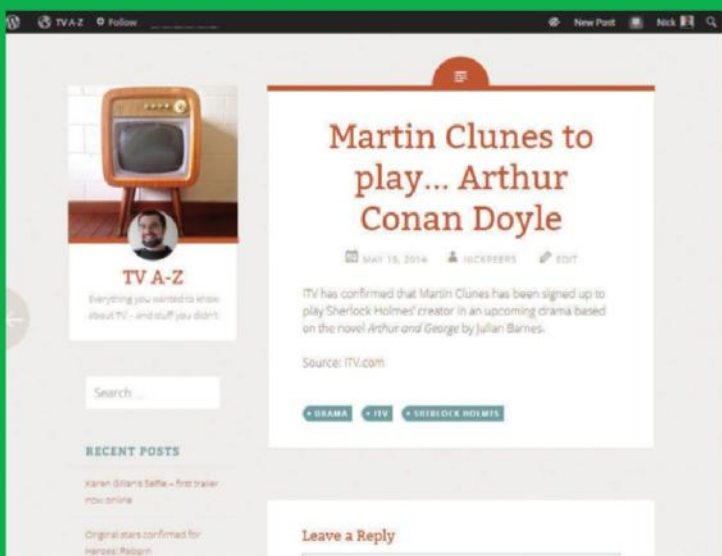 TV A-Z
Follow
New Post
Nick
Martin Clunes to
play... Arthur
Conan Doyle
MAY 15, 2014 NICKPEERS EDIT
TV A-Z
Everything you wanted to know
about TV – and stuff you didn't
ITV has confirmed that Martin Clunes has been signed up to
play Sherlock Holmes' creator in an upcoming drama based
on the novel Arthur and George by Julian Barnes.
Source: ITV.com
DRAMA ITV SHERLOCK HOLMES
Search ...
RECENT POSTS
Karen Gillan's Selfie – first trailer
now online
Original stars confirmed for
Heroes: Reborn
Leave a Reply